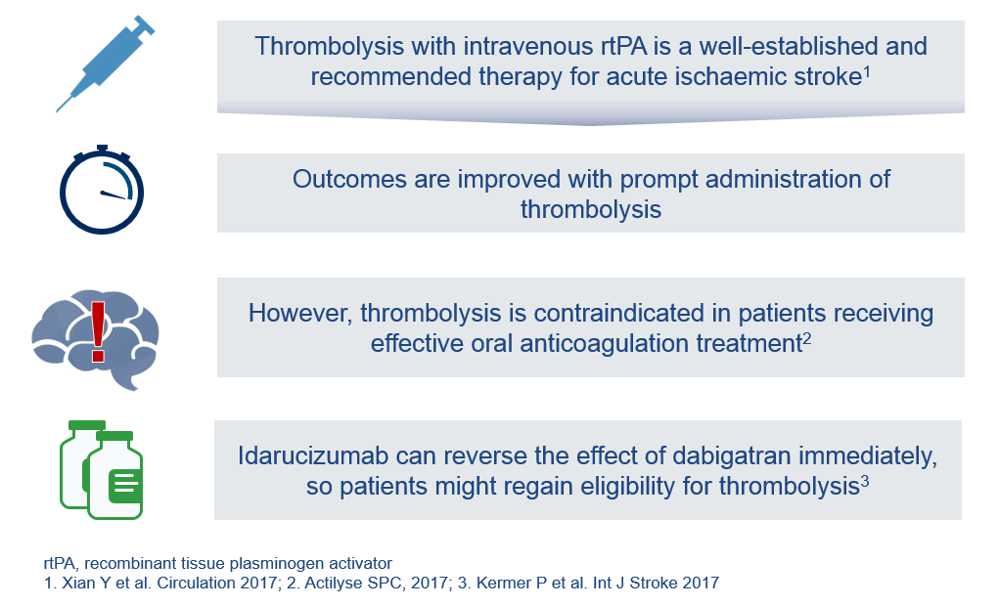 Thrombolysis with intravenous rtPA is a well-established and
recommended therapy for acute ischaemic stroke¹
Outcomes are improved with prompt administration of
thrombolysis
However, thrombolysis is contraindicated in patients receiving
effective oral anticoagulation treatment²
Idarucizumab can reverse the effect of dabigatran immediately,
so patients might regain eligibility for thrombolysis³
rtPA, recombinant tissue plasminogen activator
1. Xian Y et al. Circulation 2017; 2. Actilyse SPC, 2017; 3. Kermer P et al. Int J Stroke 2017